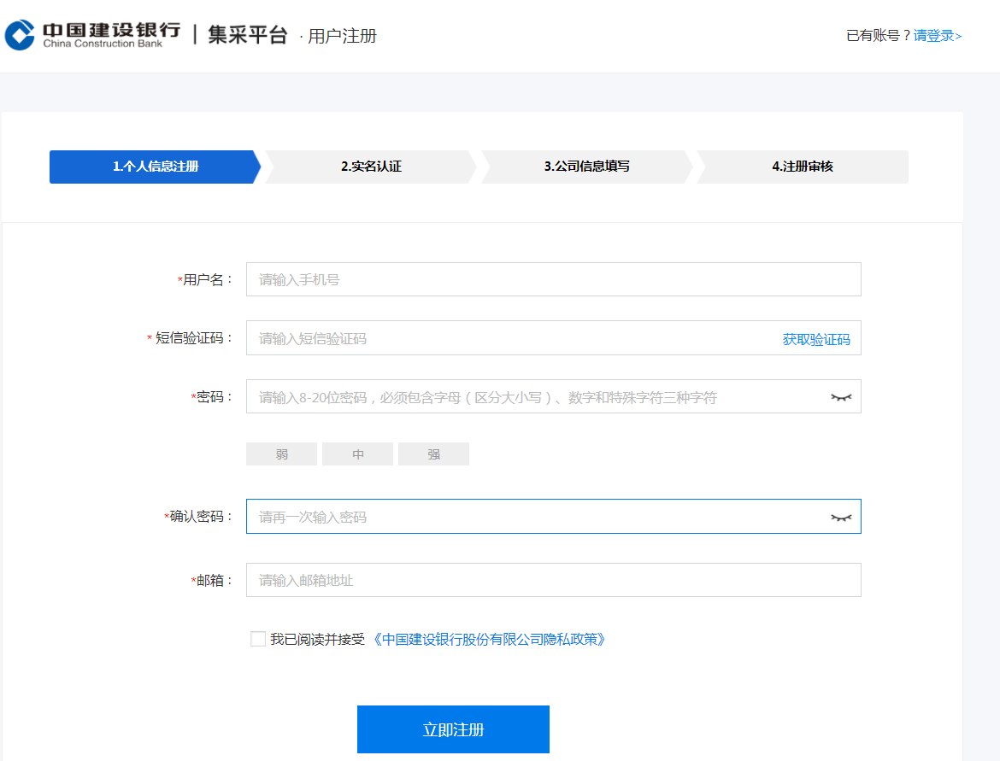 中国建设银行 | 集采平台 · 用户注册 已有账号？请登录>
China Construction Bank
1.个人信息注册 2.实名认证 3.公司信息填写 4.注册审核
*用户名： 请输入手机号
* 短信验证码： 请输入短信验证码 获取验证码
*密码： 请输入8-20位密码，必须包含字母（区分大小写）、数字和特殊字符三种字符
弱 中 强
*确认密码： 请再一次输入密码
*邮箱： 请输入邮箱地址
我已阅读并接受 《中国建设银行股份有限公司隐私政策》
立即注册